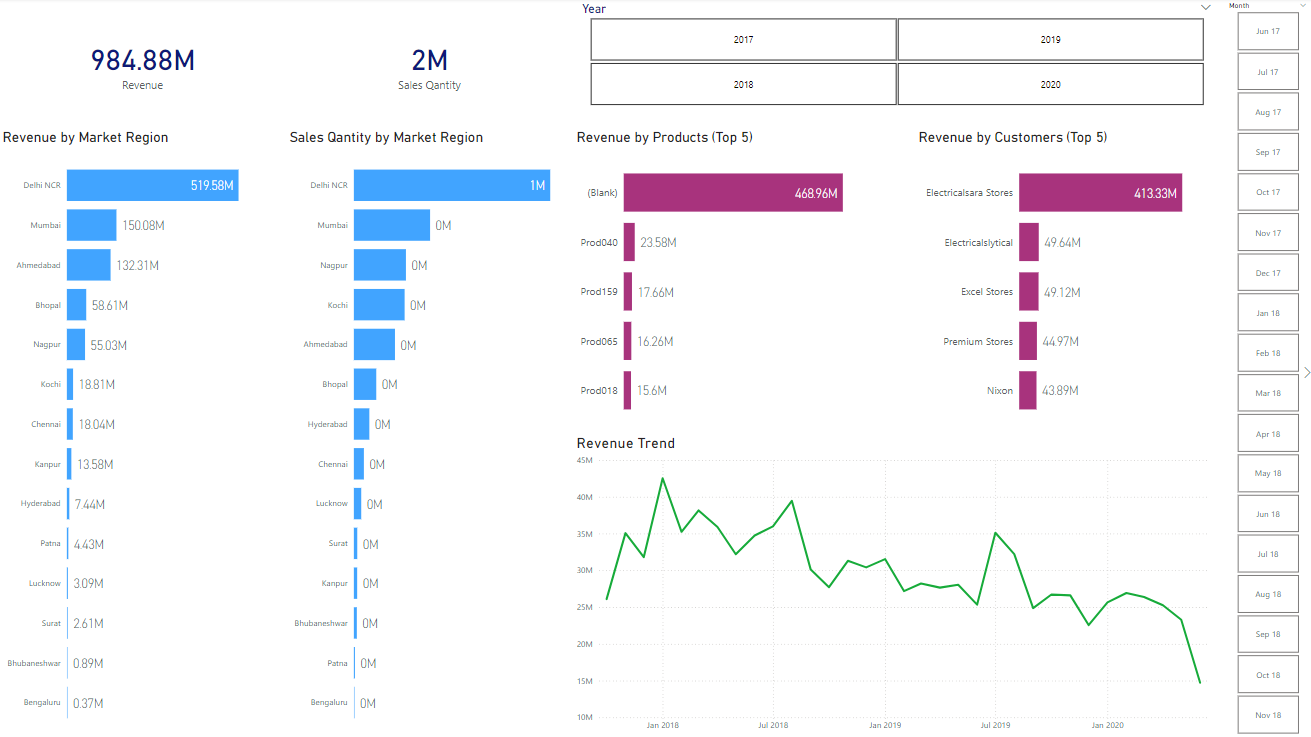 984.88M
Revenue
2M
Sales Qantity
Year
2017
2019
2018
2020
Revenue by Market Region
Delhi NCR 519.58M
Mumbai 150.08M
Ahmedabad 132.31M
Bhopal 58.61M
Nagpur 55.03M
Kochi 18.81M
Chennai 18.04M
Kanpur 13.58M
Hyderabad 7.44M
Patna 4.43M
Lucknow 3.09M
Surat 2.61M
Bhubaneshwar 0.89M
Bengaluru 0.37M
Sales Qantity by Market Region
Delhi NCR 1M
Mumbai 0M
Nagpur 0M
Kochi 0M
Ahmedabad 0M
Bhopal 0M
Hyderabad 0M
Chennai 0M
Lucknow 0M
Surat 0M
Kanpur 0M
Bhubaneshwar 0M
Patna 0M
Bengaluru 0M
Revenue by Products (Top 5)
(Blank) 468.96M
Prod040 23.58M
Prod159 17.66M
Prod065 16.26M
Prod018 15.6M
Revenue by Customers (Top 5)
Electricalsara Stores 413.33M
Electricalslytical 49.64M
Excel Stores 49.12M
Premium Stores 44.97M
Nixon 43.89M
Revenue Trend
45M
40M
35M
30M
25M
20M
15M
10M
Jan 2018 Jul 2018 Jan 2019 Jul 2019 Jan 2020
Month
Jun 17
Jul 17
Aug 17
Sep 17
Oct 17
Nov 17
Dec 17
Jan 18
Feb 18
Mar 18
Apr 18
May 18
Jun 18
Jul 18
Aug 18
Sep 18
Oct 18
Nov 18